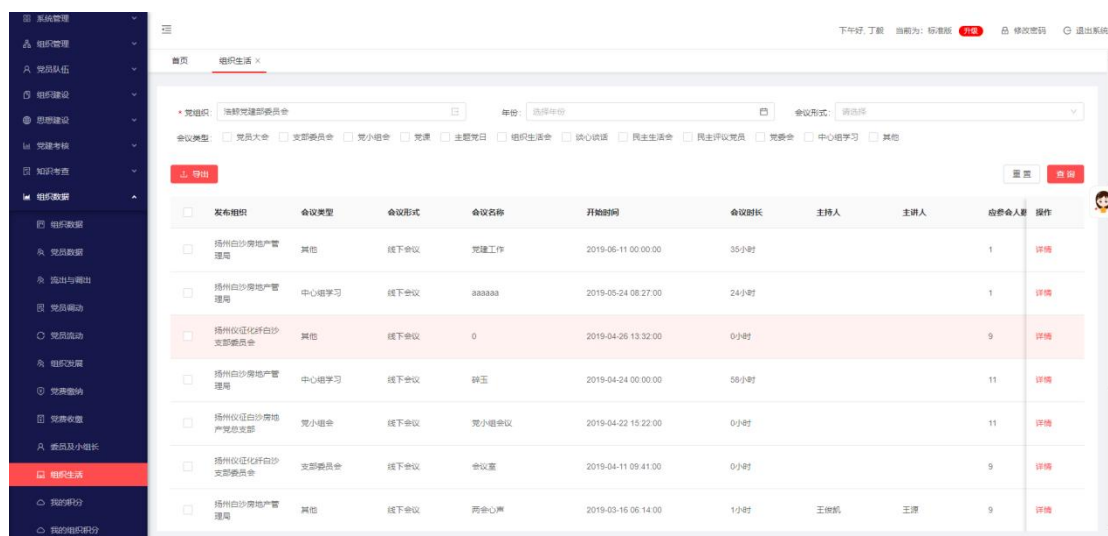 系统管理
组织管理
党员队伍
组织建设
思想建设
党建考核
知识考查
组织数据
组织数据
党员数据
流出与调出
党员调动
党员流动
组织发展
党费缴纳
党费收缴
委员及小组长
组织生活
我的积分
我的组织积分
下午好, 丁毅 当前为: 标准版 升级 修改密码 退出系统
首页 组织生活 ×
* 党组织: 年份: 选择年份 会议形式: 请选择
会议类型: 党员大会 支部委员会 党小组会 党课 主题党日 组织生活会 谈心谈话 民主生活会 民主评议党员 党委会 中心组学习 其他
导出 重置 查询
发布组织 会议类型 会议形式 会议名称 开始时间 会议时长 主持人 主讲人 应参会人数 操作
扬州白沙房地产管 其他 线下会议 党建工作 2019-06-11 00:00:00 35小时 1 详情
理局
扬州白沙房地产管 中心组学习 线下会议 aaaaaa 2019-05-24 08:27:00 24小时 1 详情
理局
扬州仪征化纤白沙 其他 线下会议 0 2019-04-26 13:32:00 0小时 9 详情
支部委员会
扬州白沙房地产管 中心组学习 线下会议 碎玉 2019-04-24 00:00:00 58小时 11 详情
理局
扬州仪征白沙房地 党小组会 线下会议 党小组会议 2019-04-22 15:22:00 0小时 11 详情
产党总支部
扬州仪征化纤白沙 支部委员会 线下会议 会议室 2019-04-11 09:41:00 0小时 9 详情
支部委员会
扬州白沙房地产管 其他 线下会议 两会心声 2019-03-16 06:14:00 1小时 王俊凯 王源 9 详情
理局